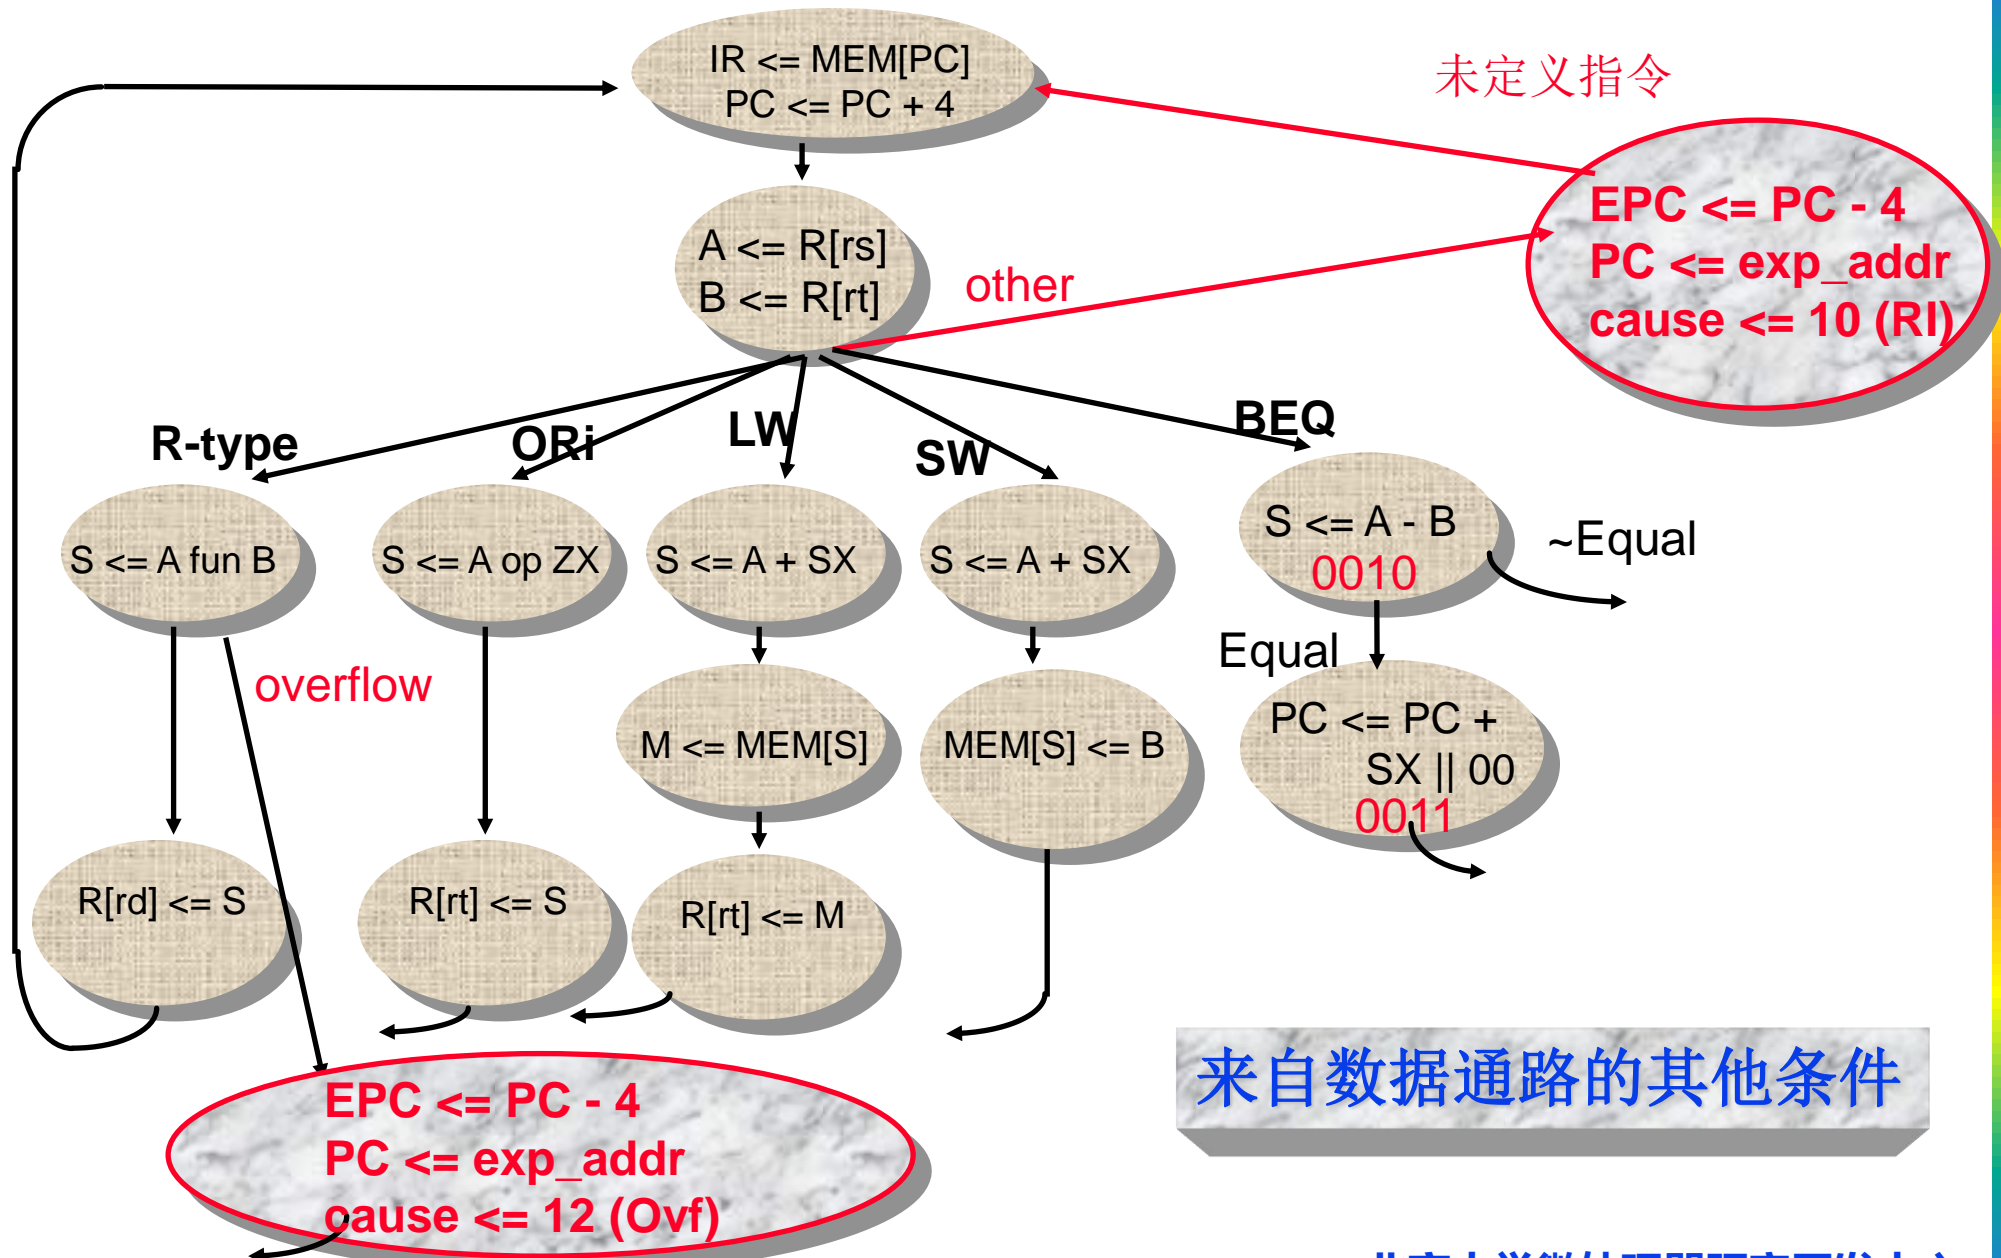 IR <= MEM[PC]
PC <= PC + 4
未定义指令
EPC <= PC - 4
PC <= exp_addr
cause <= 10 (RI)
A <= R[rs]
B <= R[rt]
other
R-type
ORi
LW
SW
BEQ
S <= A fun B
S <= A op ZX
S <= A + SX
S <= A + SX
S <= A - B
0010
~Equal
Equal
overflow
M <= MEM[S]
MEM[S] <= B
PC <= PC +
SX || 00
0011
R[rd] <= S
R[rt] <= S
R[rt] <= M
来自数据通路的其他条件
EPC <= PC - 4
PC <= exp_addr
cause <= 12 (Ovf)